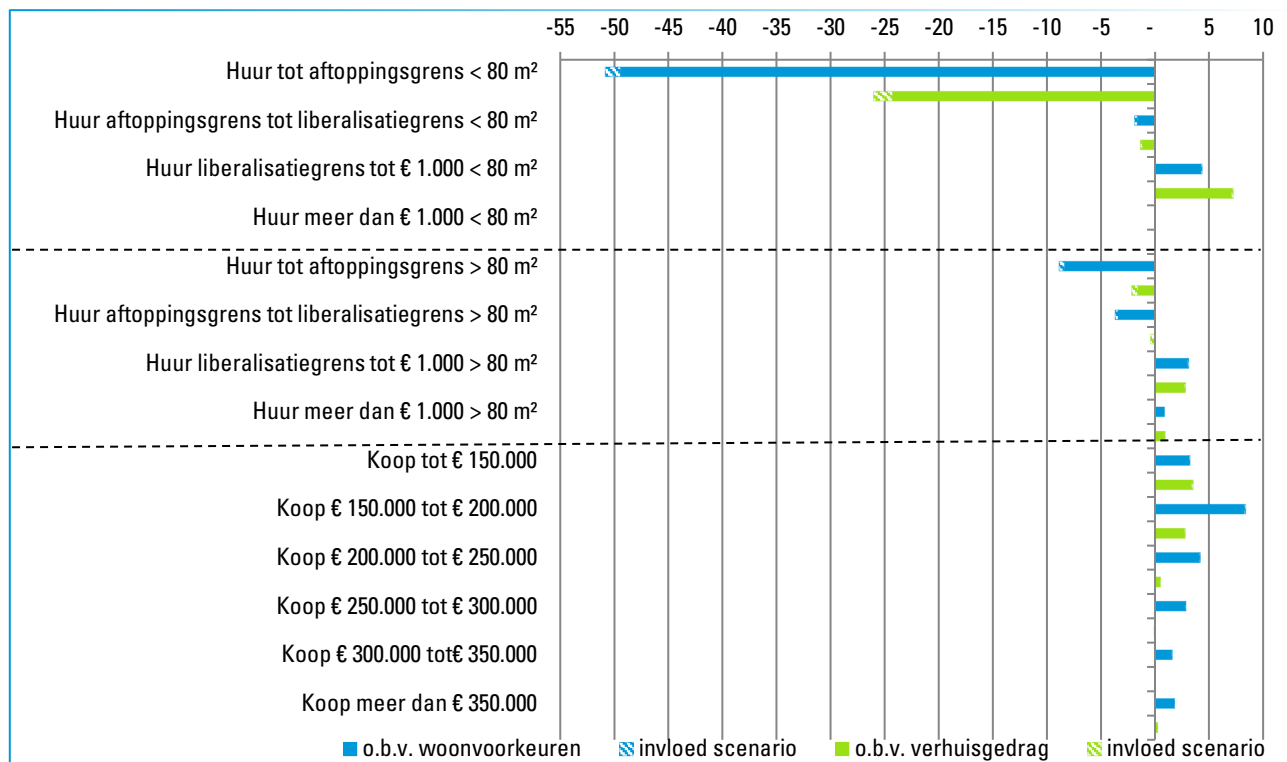 -55 -50 -45 -40 -35 -30 -25 -20 -15 -10 -5 - 5 10
Huur tot aftoppingsgrens < 80 m²
Huur aftoppingsgrens tot liberalisatiegrens < 80 m²
Huur liberalisatiegrens tot € 1.000 < 80 m²
Huur meer dan € 1.000 < 80 m²
Huur tot aftoppingsgrens > 80 m²
Huur aftoppingsgrens tot liberalisatiegrens > 80 m²
Huur liberalisatiegrens tot € 1.000 > 80 m²
Huur meer dan € 1.000 > 80 m²
Koop tot € 150.000
Koop € 150.000 tot € 200.000
Koop € 200.000 tot € 250.000
Koop € 250.000 tot € 300.000
Koop € 300.000 tot€ 350.000
Koop meer dan € 350.000
o.b.v. woonvoorkeuren invloed scenario o.b.v. verhuisgedrag invloed scenario